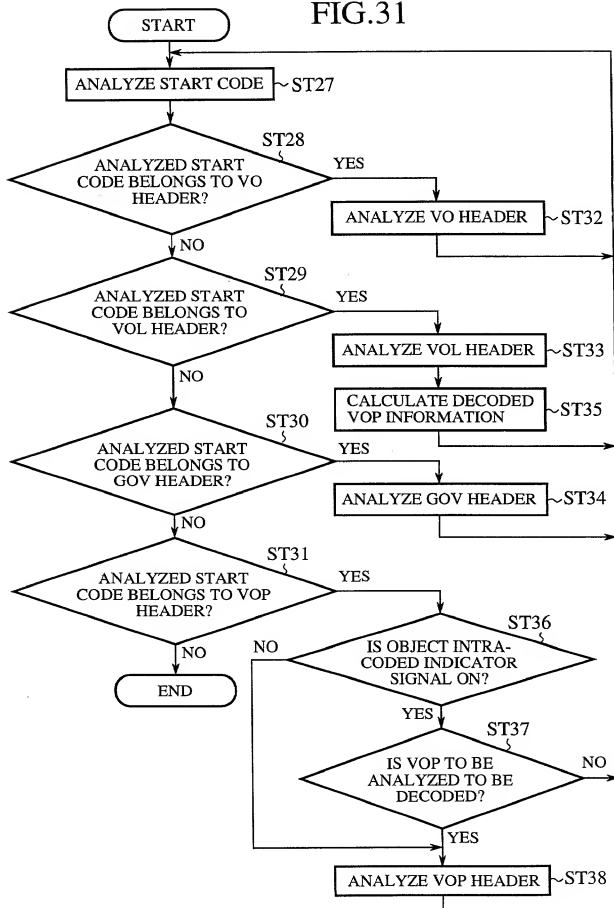 FIG.31
START
ANALYZE START CODE
ST27
ST28
ANALYZED START
CODE BELONGS TO VO
HEADER?
YES
ANALYZE VO HEADER
ST32
NO
ST29
ANALYZED START
CODE BELONGS TO
VOL HEADER?
YES
ANALYZE VOL HEADER
ST33
NO
CALCULATE DECODED
VOP INFORMATION
ST35
ST30
ANALYZED START
CODE BELONGS TO
GOV HEADER?
YES
ANALYZE GOV HEADER
ST34
NO
ST31
ANALYZED START
CODE BELONGS TO VOP
HEADER?
YES
NO
END
ST36
NO
IS OBJECT INTRA-
CODED INDICATOR
SIGNAL ON?
YES
ST37
IS VOP TO BE
ANALYZED TO BE
DECODED?
NO
YES
ANALYZE VOP HEADER
ST38